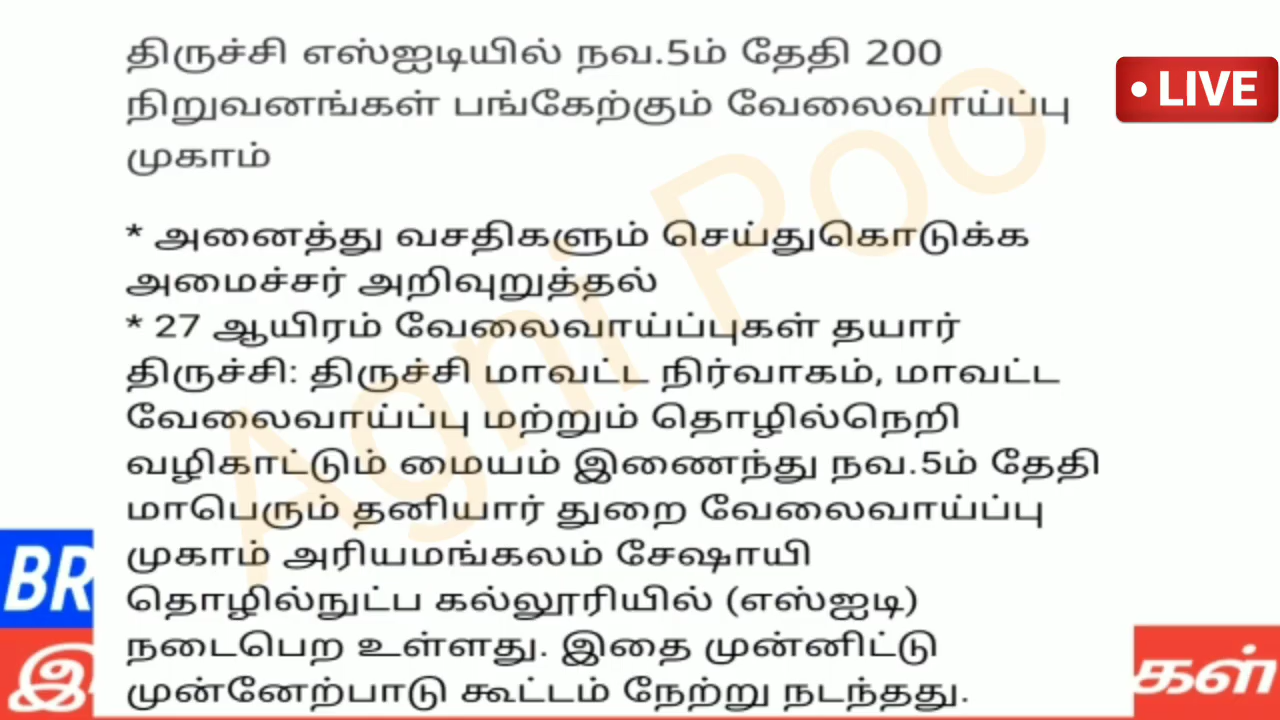 திருச்சி எஸ்ஐடியில் நவ.5ம் தேதி 200
நிறுவனங்கள் பங்கேற்கும் வேலைவாய்ப்பு
முகாம்
• LIVE
* அனைத்து வசதிகளும் செய்துகொடுக்க
அமைச்சர் அறிவுறுத்தல்
* 27 ஆயிரம் வேலைவாய்ப்புகள் தயார்
திருச்சி: திருச்சி மாவட்ட நிர்வாகம், மாவட்ட
வேலைவாய்ப்பு மற்றும் தொழில்நெறி
வழிகாட்டும் மையம் இணைந்து நவ.5ம் தேதி
மாபெரும் தனியார் துறை வேலைவாய்ப்பு
முகாம் அரியமங்கலம் சேஷாயி
தொழில்நுட்ப கல்லூரியில் (எஸ்ஐடி)
நடைபெற உள்ளது. இதை முன்னிட்டு
முன்னேற்பாடு கூட்டம் நேற்று நடந்தது.
Agni Poo
BR
இ
கள்